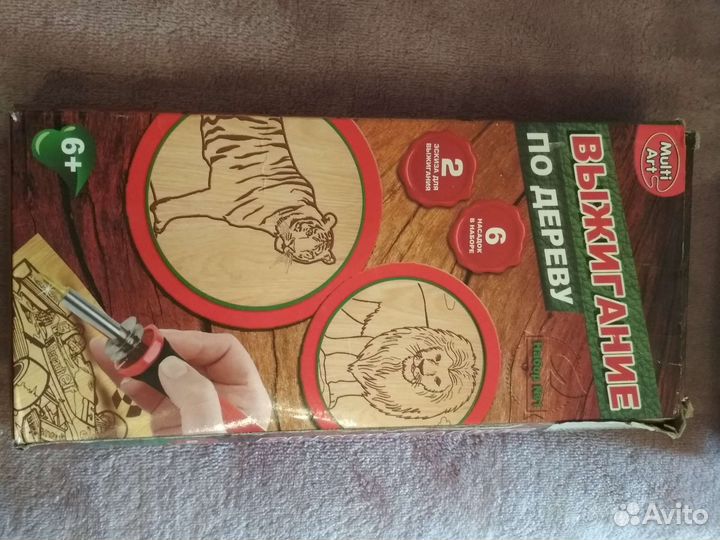 Multi
Art
ВЫЖИГАНИЕ
ПО ДЕРЕВУ
2
ЭСКИЗА ДЛЯ
ВЫЖИГАНИЯ
6
НАСАДОК
В НАБОРЕ
6+
Avito